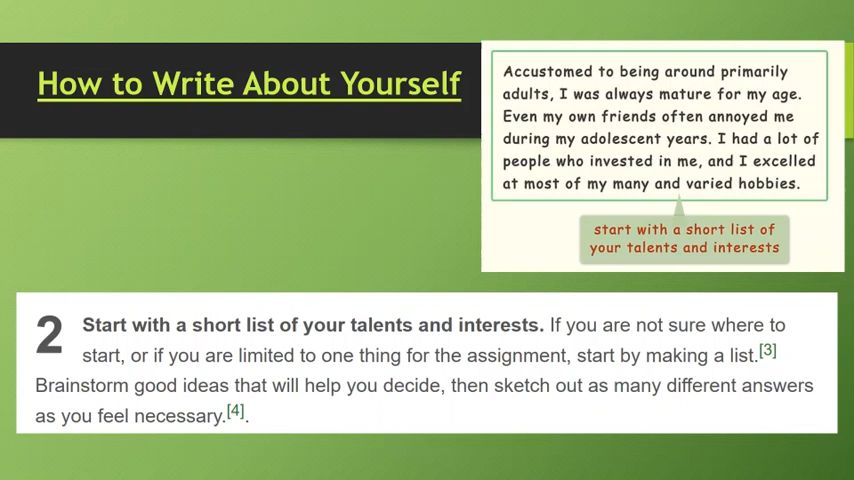 How to Write About Yourself
Accustomed to being around primarily
adults, I was always mature for my age.
Even my own friends often annoyed me
during my adolescent years. I had a lot of
people who invested in me, and I excelled
at most of my many and varied hobbies.
start with a short list of
your talents and interests
2 Start with a short list of your talents and interests. If you are not sure where to
start, or if you are limited to one thing for the assignment, start by making a list.[3]
Brainstorm good ideas that will help you decide, then sketch out as many different answers
as you feel necessary.[4].